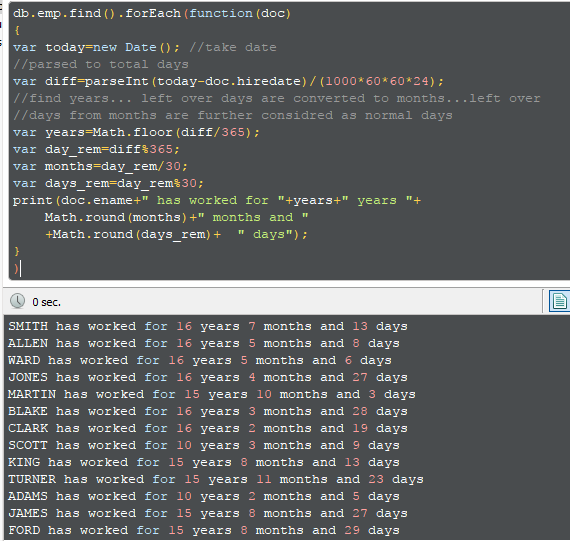 db.emp.find().forEach(function(doc)
{
var today=new Date(); //take date
//parsed to total days
var diff=parseInt(today-doc.hiredate)/(1000*60*60*24);
//find years... left over days are converted to months...left over
//days from months are further considred as normal days
var years=Math.floor(diff/365);
var day_rem=diff%365;
var months=day_rem/30;
var days_rem=day_rem%30;
print(doc.ename+" has worked for "+years+" years "+
Math.round(months)+" months and "
+Math.round(days_rem)+  " days");
}
)
0 sec.
SMITH has worked for 16 years 7 months and 13 days
ALLEN has worked for 16 years 5 months and 8 days
WARD has worked for 16 years 5 months and 6 days
JONES has worked for 16 years 4 months and 27 days
MARTIN has worked for 15 years 10 months and 3 days
BLAKE has worked for 16 years 3 months and 28 days
CLARK has worked for 16 years 2 months and 19 days
SCOTT has worked for 10 years 3 months and 9 days
KING has worked for 15 years 8 months and 13 days
TURNER has worked for 15 years 11 months and 23 days
ADAMS has worked for 10 years 2 months and 5 days
JAMES has worked for 15 years 8 months and 27 days
FORD has worked for 15 years 8 months and 29 days